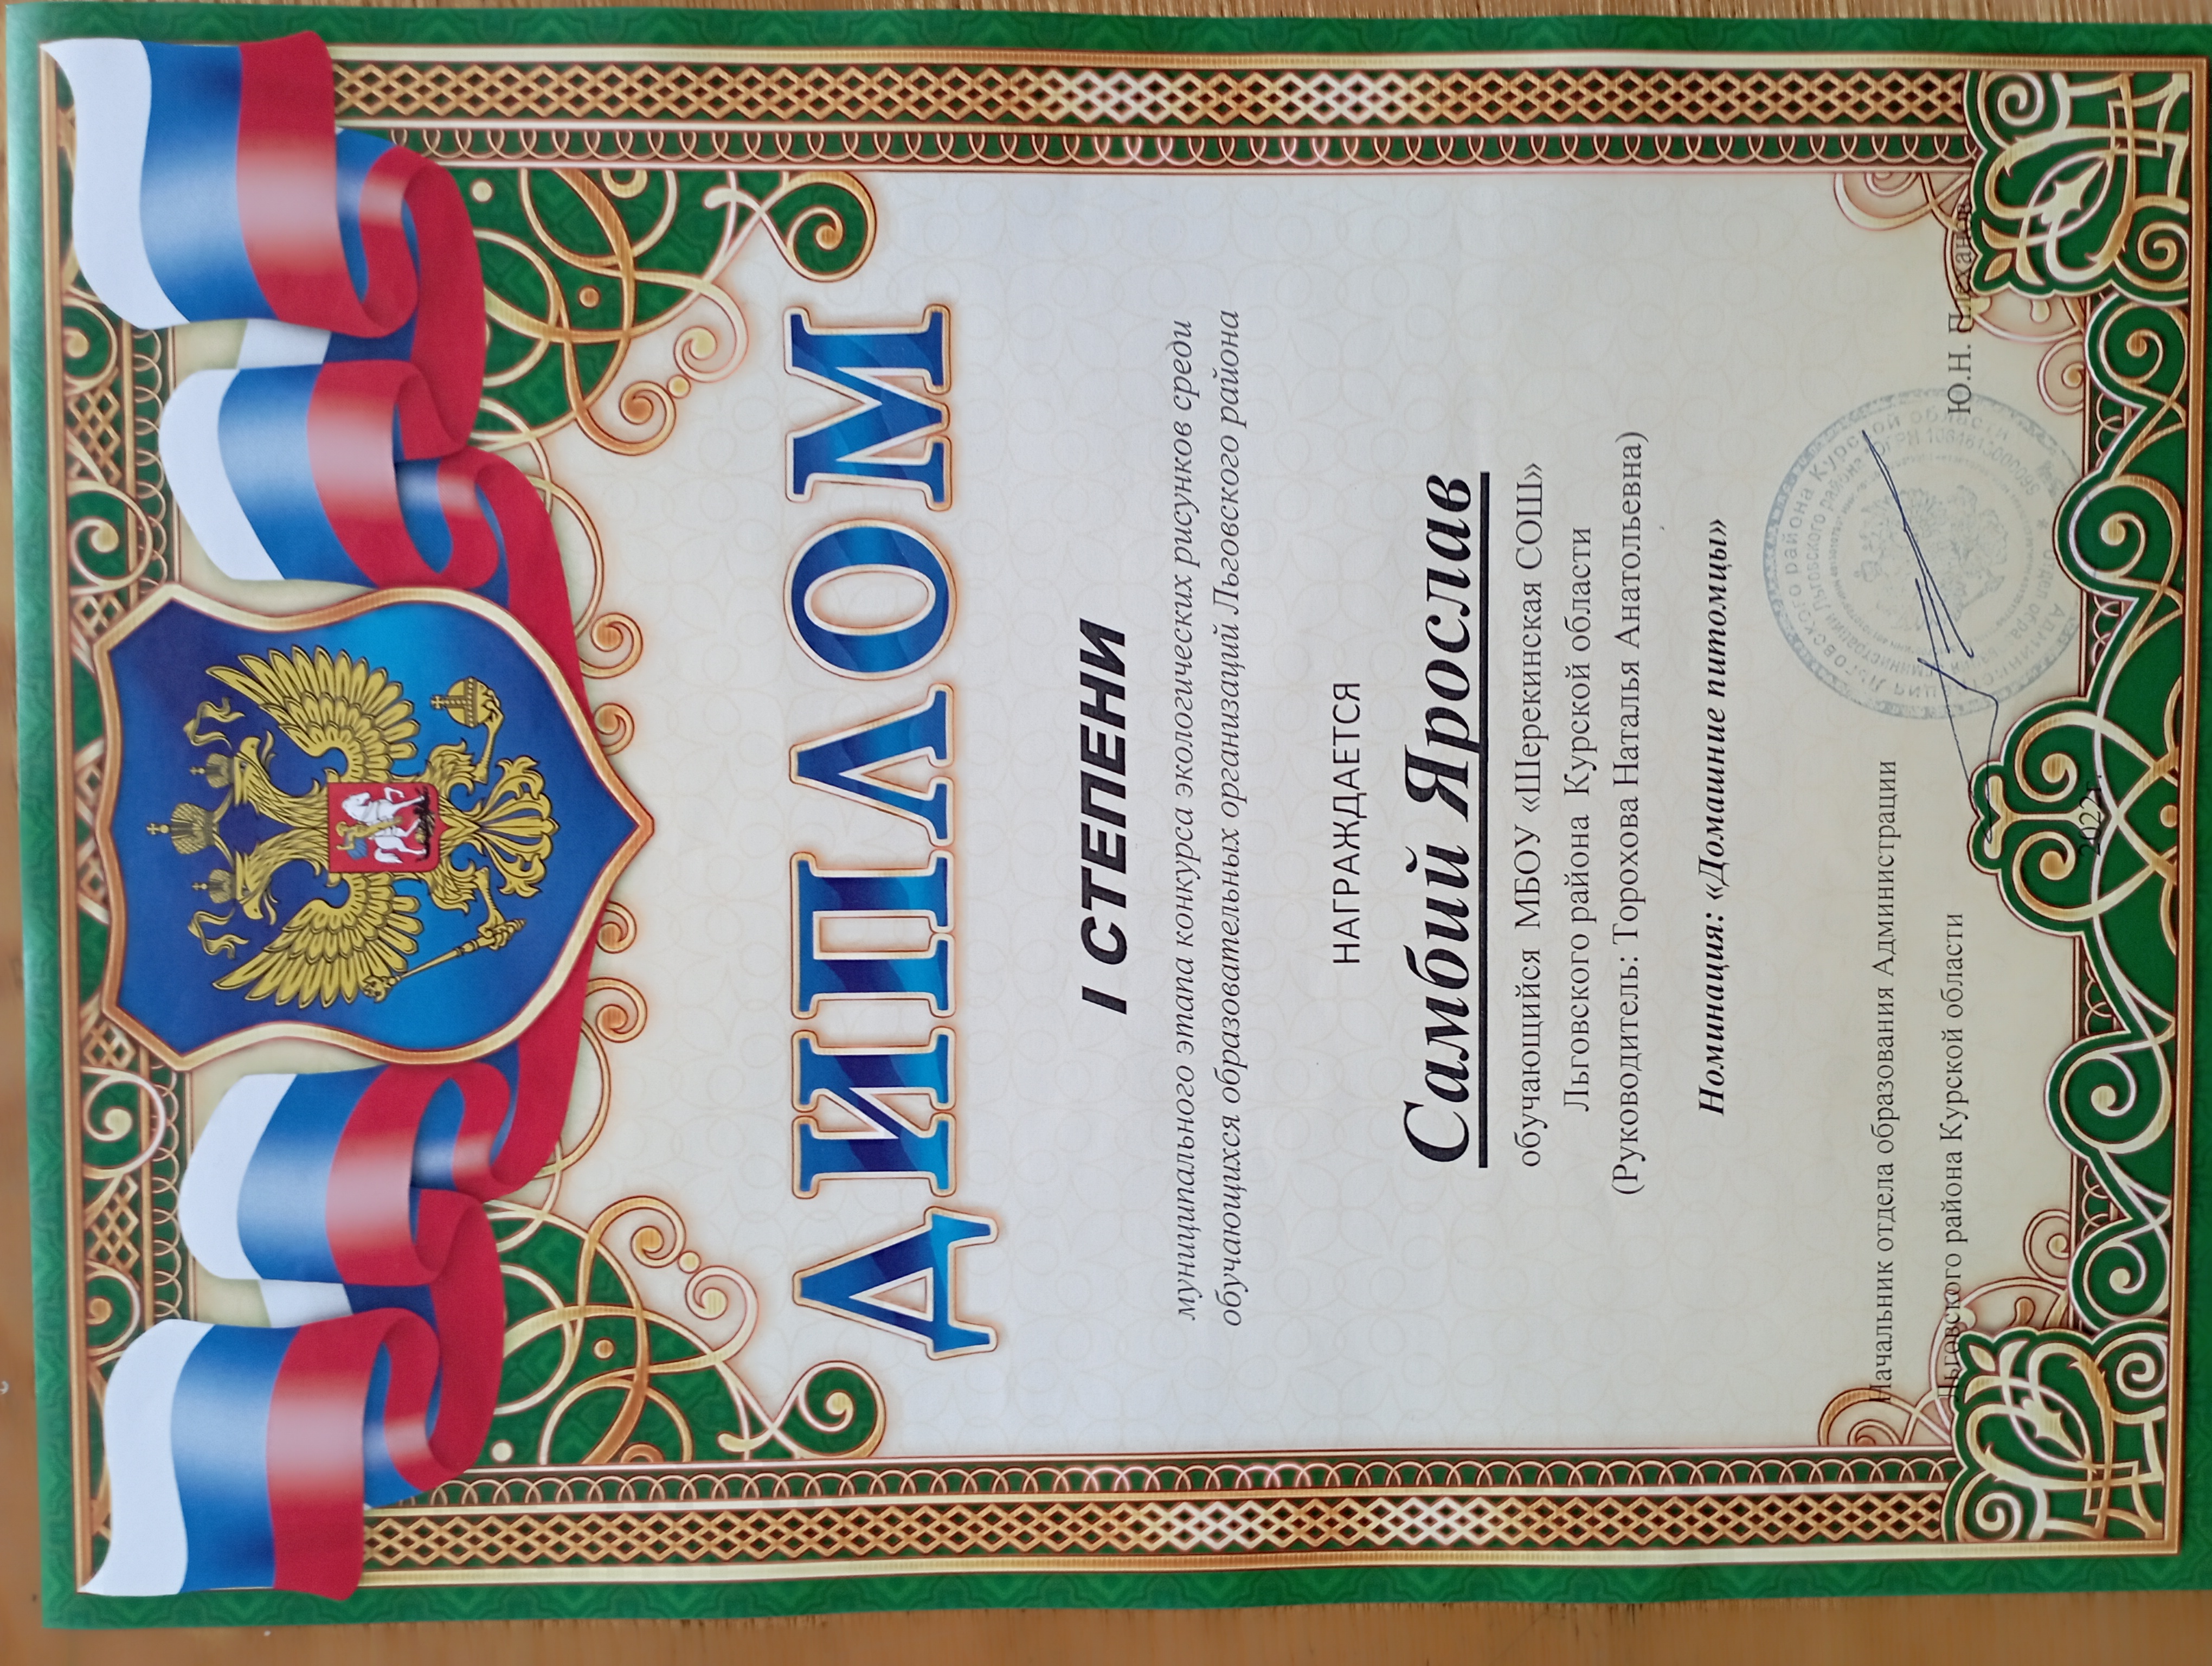 ДИПЛОМ
I СТЕПЕНИ
муниципального этапа конкурса экологических рисунков среди
обучающихся образовательных организаций Льговского района
НАГРАЖДАЕТСЯ
Самбий Ярослав
обучающийся МБОУ «Шерекинская СОШ»
Льговского района Курской области
(Руководитель: Торохова Наталья Анатольевна)
Номинация: «Домашние питомцы»
Начальник отдела образования Администрации
Льговского района Курской области
Ю.Н. Плеханов
2022г.